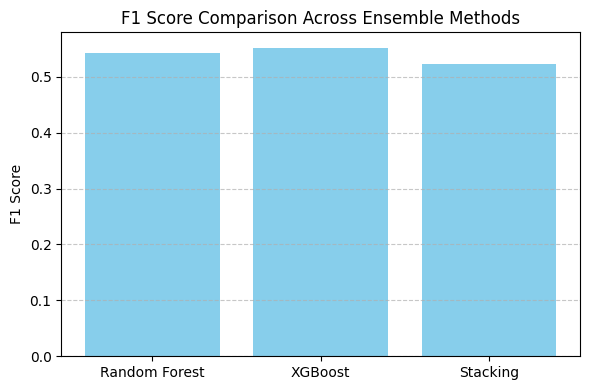 F1 Score Comparison Across Ensemble Methods
F1 Score
0.5
0.4
0.3
0.2
0.1
0.0
Random Forest
XGBoost
Stacking